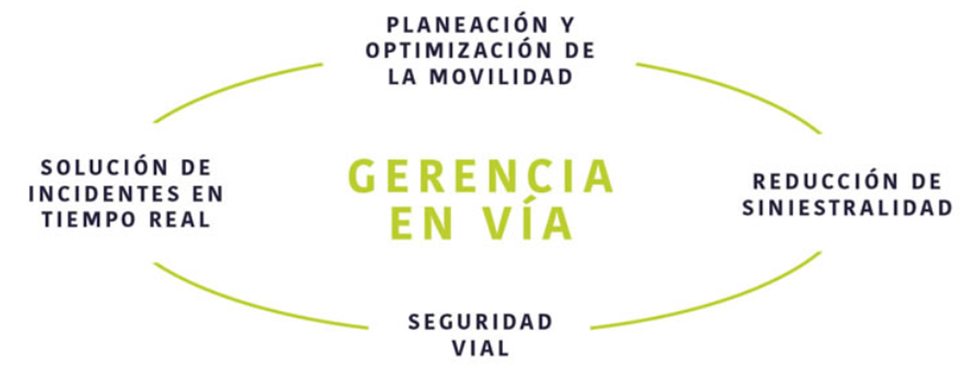 PLANEACIÓN Y
OPTIMIZACIÓN DE
LA MOVILIDAD
SOLUCIÓN DE
INCIDENTES EN
TIEMPO REAL
GERENCIA
EN VÍA
REDUCCIÓN DE
SINIESTRALIDAD
SEGURIDAD
VIAL